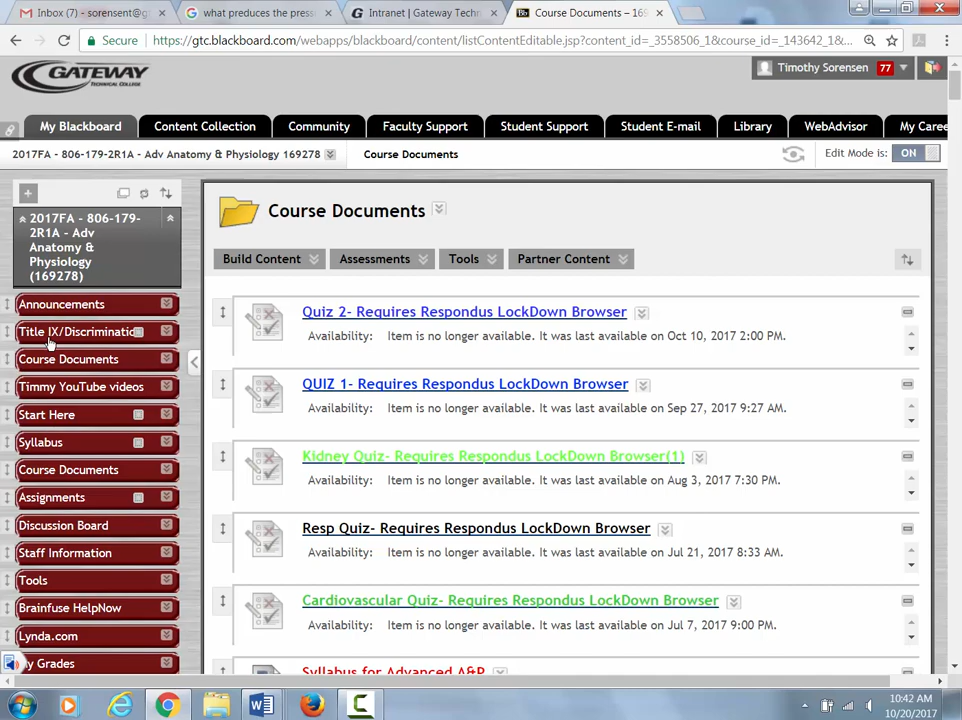 Inbox (7) - sorensent@g
what preduces the press
Intranet | Gateway Techn
Course Documents – 169
Secure
https://gtc.blackboard.com/webapps/blackboard/content/listContentEditable.jsp?content_id=_3558506_1&course_id=_143642_1&...
GATEWAY
TECHNICAL COLLEGE
Timothy Sorensen 77
My Blackboard
Content Collection
Community
Faculty Support
Student Support
Student E-mail
Library
WebAdvisor
My Caree
2017FA - 806-179-2R1A - Adv Anatomy & Physiology 169278
Course Documents
Edit Mode is: ON
2017FA - 806-179-
2R1A - Adv
Anatomy &
Physiology
(169278)
Announcements
Title IX/Discriminatio
Course Documents
Timmy YouTube videos
Start Here
Syllabus
Course Documents
Assignments
Discussion Board
Staff Information
Tools
Brainfuse HelpNow
Lynda.com
y Grades
Course Documents
Build Content
Assessments
Tools
Partner Content
Quiz 2- Requires Respondus LockDown Browser
Availability: Item is no longer available. It was last available on Oct 10, 2017 2:00 PM.
QUIZ 1- Requires Respondus LockDown Browser
Availability: Item is no longer available. It was last available on Sep 27, 2017 9:27 AM.
Kidney Quiz- Requires Respondus LockDown Browser(1)
Availability: Item is no longer available. It was last available on Aug 3, 2017 7:30 PM.
Resp Quiz- Requires Respondus LockDown Browser
Availability: Item is no longer available. It was last available on Jul 21, 2017 8:33 AM.
Cardiovascular Quiz- Requires Respondus LockDown Browser
Availability: Item is no longer available. It was last available on Jul 7, 2017 9:00 PM.
Syllabus for Advanced A&P
10:42 AM
10/20/2017